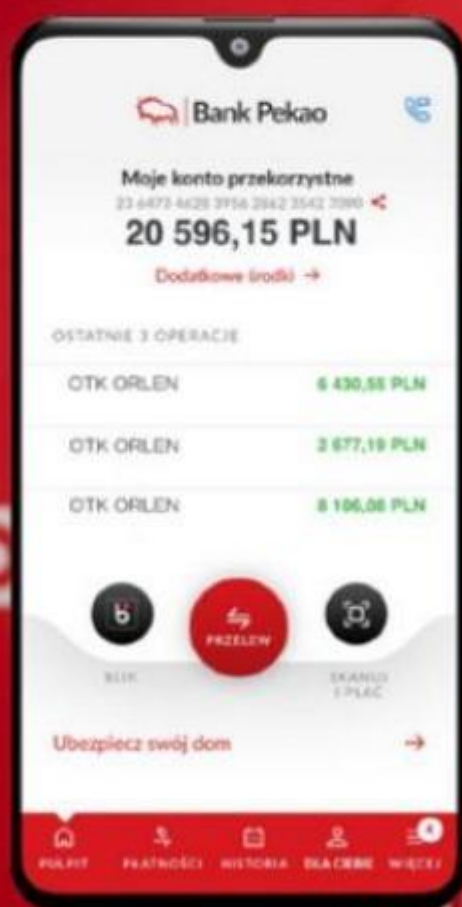 Bank Pekao
Moje konto przekorzystne
20 596,15 PLN
Dodatkowe środki →
OSTATNIE 3 OPERACJE
OTK ORLEN 6 430,55 PLN
OTK ORLEN 2 677,19 PLN
OTK ORLEN 8 106,08 PLN
PRZELEW
BLIK
SKANUJ
I PŁAĆ
Ubezpiecz swój dom →
4
PULPIT PŁATNOŚCI HISTORIA DLA CIEBIE WIĘCEJ